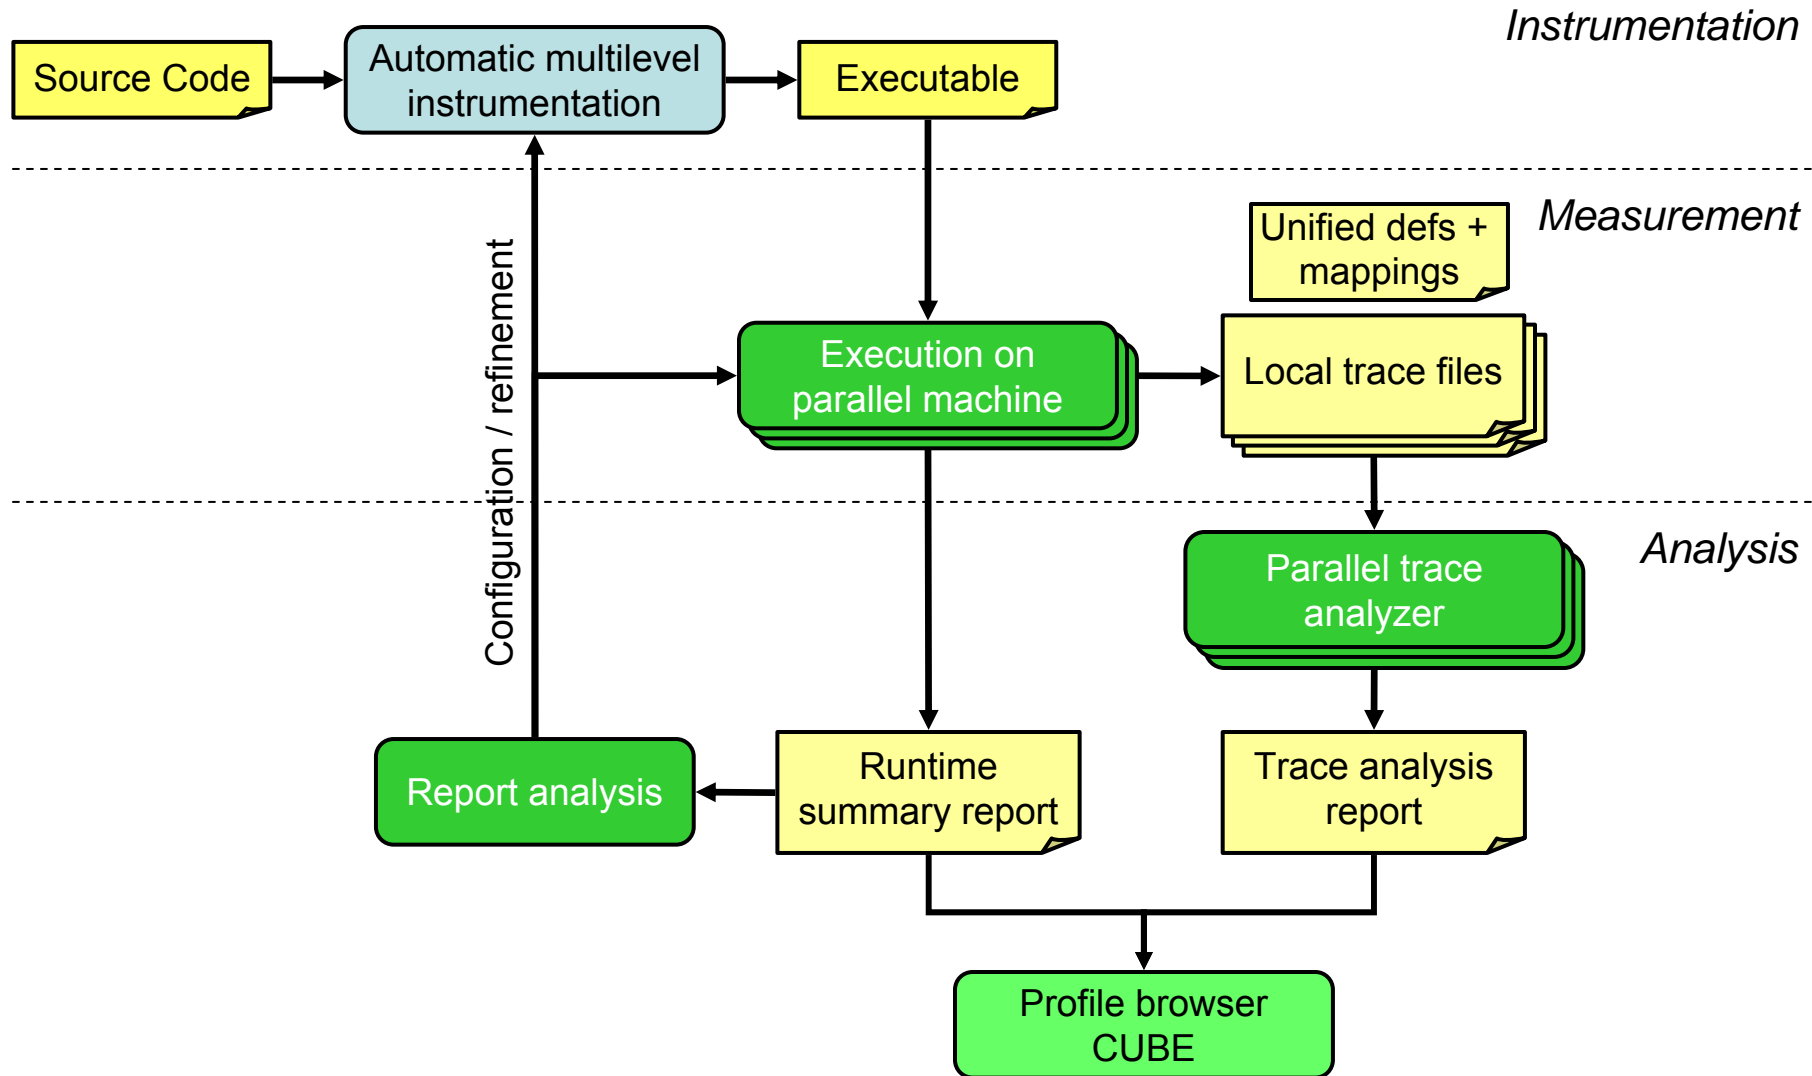 Instrumentation
Source Code
Automatic multilevel
instrumentation
Executable
Measurement
Unified defs +
mappings
Configuration / refinement
Execution on
parallel machine
Local trace files
Analysis
Parallel trace
analyzer
Report analysis
Runtime
summary report
Trace analysis
report
Profile browser
CUBE